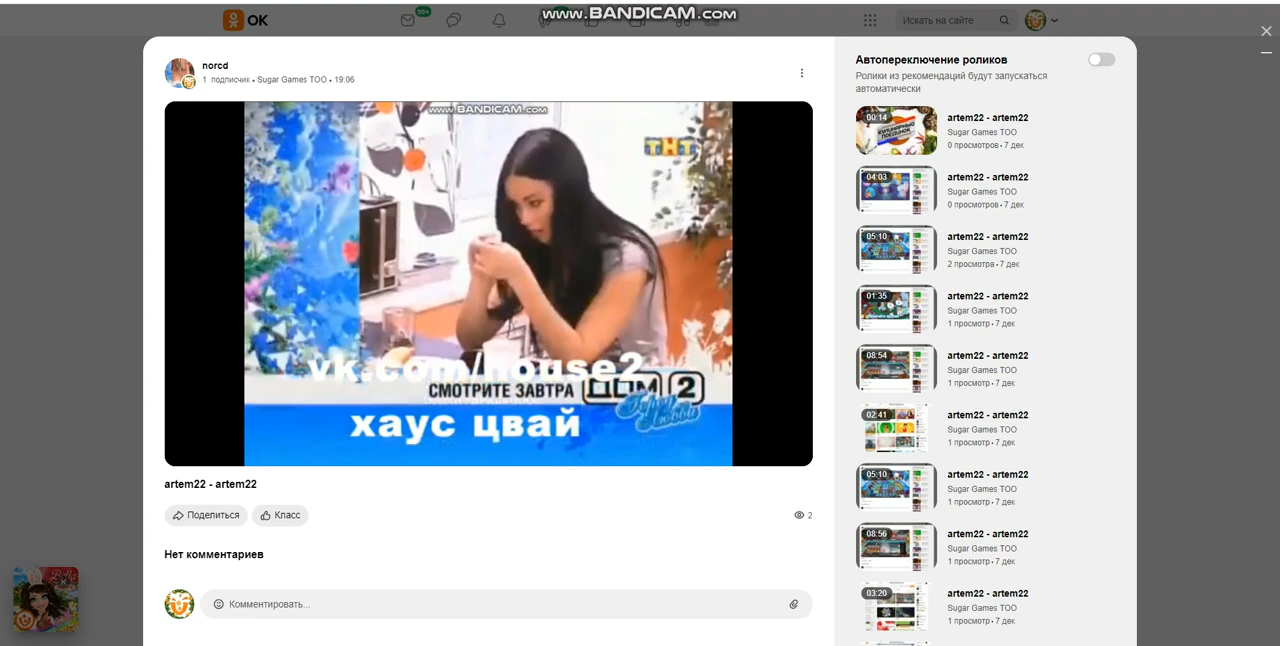 www.BANDICAM.com
OK
99+
Искать на сайте
norcd
1 подписчик • Sugar Games TOO • 19:06
www.BANDICAM.com
ТНТ
vk.com/house2
СМОТРИТЕ ЗАВТРА ДОМ 2
Город Любви
хаус цвай
artem22 - artem22
Поделиться
Класс
2
Нет комментариев
Комментировать...
Автопереключение роликов
Ролики из рекомендаций будут запускаться
автоматически
00:14
КУЛИНАРНЫЙ
ПОЕДИНОК
artem22 - artem22
Sugar Games TOO
0 просмотров • 7 дек
04:03
artem22 - artem22
Sugar Games TOO
0 просмотров • 7 дек
05:10
artem22 - artem22
Sugar Games TOO
2 просмотра • 7 дек
01:35
artem22 - artem22
Sugar Games TOO
1 просмотр • 7 дек
08:54
artem22 - artem22
Sugar Games TOO
1 просмотр • 7 дек
02:41
artem22 - artem22
Sugar Games TOO
1 просмотр • 7 дек
05:10
artem22 - artem22
Sugar Games TOO
1 просмотр • 7 дек
08:56
artem22 - artem22
Sugar Games TOO
1 просмотр • 7 дек
03:20
artem22 - artem22
Sugar Games TOO
1 просмотр • 7 дек